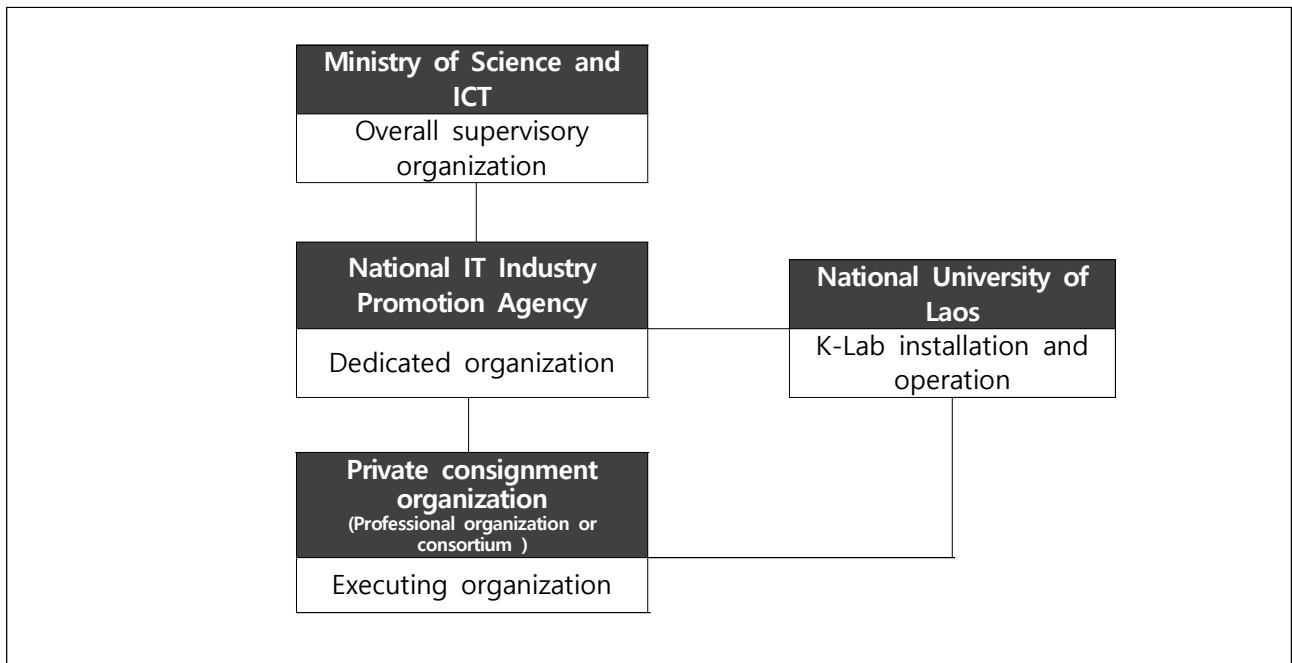 Ministry of Science and
ICT
Overall supervisory
organization
National IT Industry
Promotion Agency
Dedicated organization
National University of
Laos
K-Lab installation and
operation
Private consignment
organization
(Professional organization or
consortium )
Executing organization